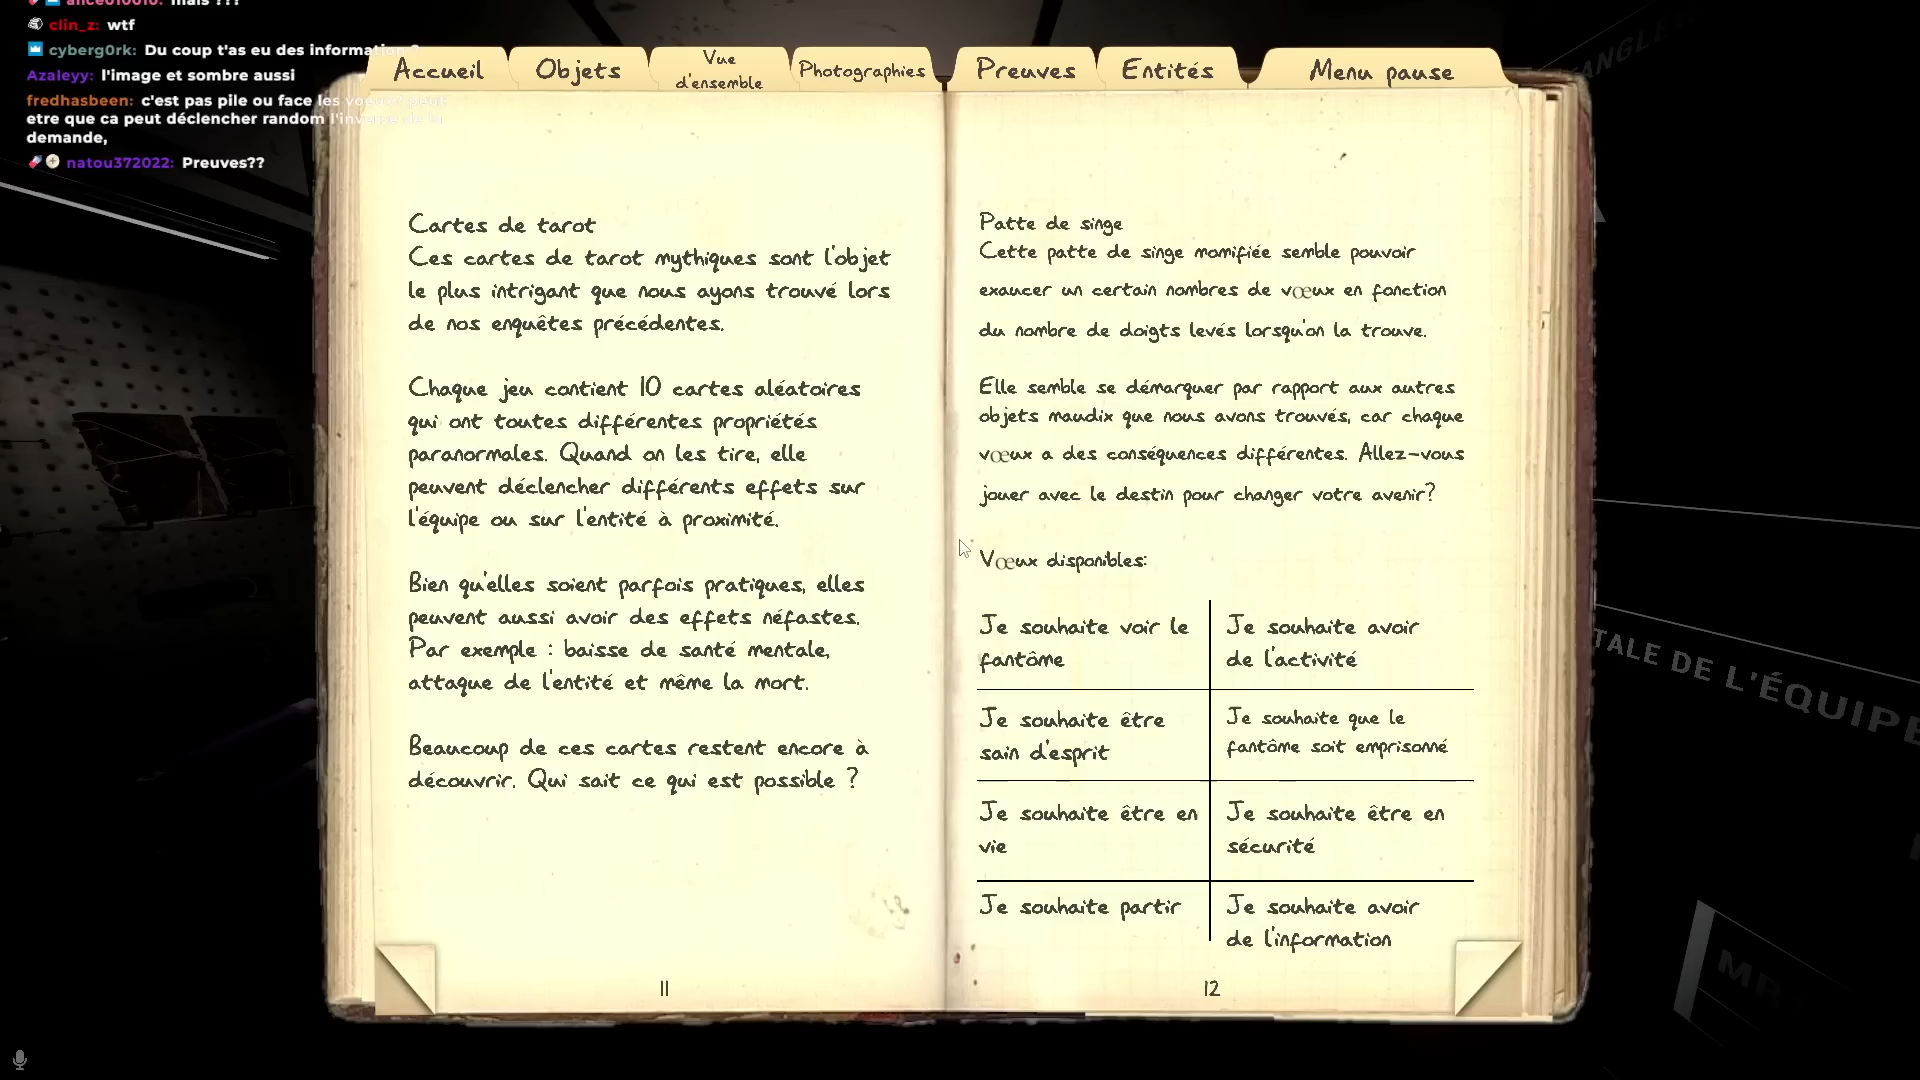 mais ???
clin_z: wtf
cyberg0rk: Du coup t'as eu des information ?
Azaleyy: l'image et sombre aussi
fredhasbeen: c'est pas pile ou face les voeux? peut
etre que ca peut déclencher random l'inverse de la
demande,
natou372022: Preuves??
Accueil
Objets
Vue
d'ensemble
Photographies
Preuves
Entités
Menu pause
Cartes de tarot
Ces cartes de tarot mythiques sont l'objet
le plus intrigant que nous ayons trouvé lors
de nos enquêtes précédentes.
Chaque jeu contient 10 cartes aléatoires
qui ont toutes différentes propriétés
paranormales. Quand on les tire, elle
peuvent déclencher différents effets sur
l'équipe ou sur l'entité à proximité.
Bien qu'elles soient parfois pratiques, elles
peuvent aussi avoir des effets néfastes.
Par exemple : baisse de santé mentale,
attaque de l'entité et même la mort.
Beaucoup de ces cartes restent encore à
découvrir. Qui sait ce qui est possible ?
11
Patte de singe
Cette patte de singe momifiée semble pouvoir
exaucer un certain nombres de vœux en fonction
du nombre de doigts levés lorsqu'on la trouve.
Elle semble se démarquer par rapport aux autres
objets maudix que nous avons trouvés, car chaque
vœux a des conséquences différentes. Allez-vous
jouer avec le destin pour changer votre avenir?
Vœux disponibles:
Je souhaite voir le
fantôme
Je souhaite avoir
de l'activité
Je souhaite être
sain d'esprit
Je souhaite que le
fantôme soit emprisonné
Je souhaite être en
vie
Je souhaite être en
sécurité
Je souhaite partir
Je souhaite avoir
de l'information
12
TALE DE L'ÉQUIPE